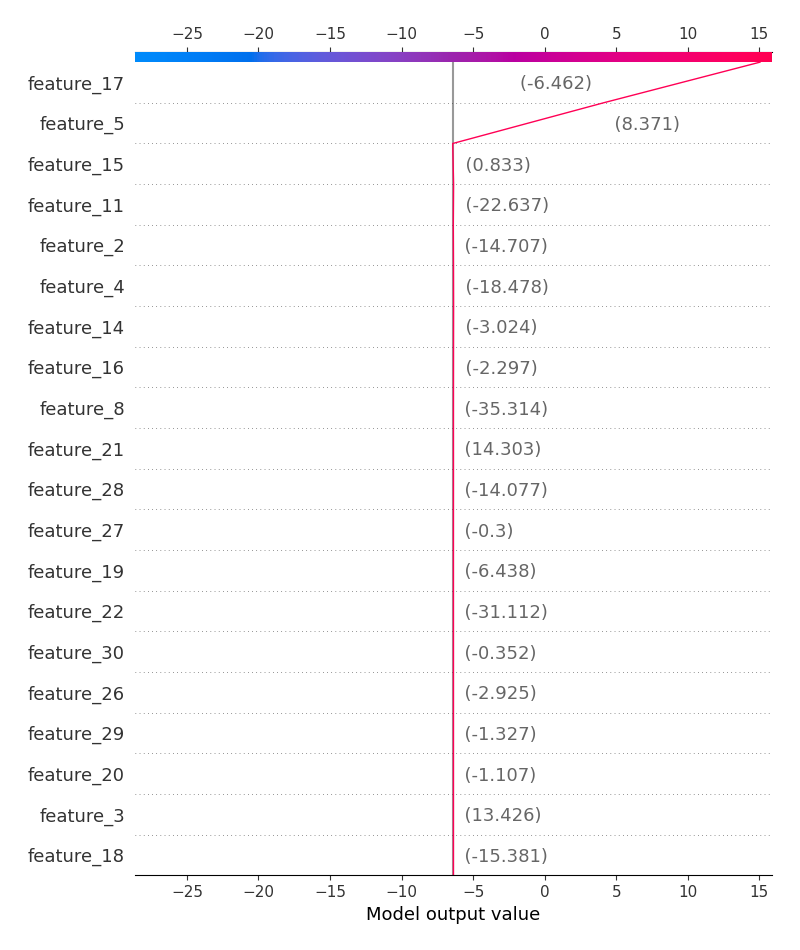 −25 −20 −15 −10 −5 0 5 10 15
feature_17 (-6.462)
feature_5 (8.371)
feature_15 (0.833)
feature_11 (-22.637)
feature_2 (-14.707)
feature_4 (-18.478)
feature_14 (-3.024)
feature_16 (-2.297)
feature_8 (-35.314)
feature_21 (14.303)
feature_28 (-14.077)
feature_27 (-0.3)
feature_19 (-6.438)
feature_22 (-31.112)
feature_30 (-0.352)
feature_26 (-2.925)
feature_29 (-1.327)
feature_20 (-1.107)
feature_3 (13.426)
feature_18 (-15.381)
−25 −20 −15 −10 −5 0 5 10 15
Model output value